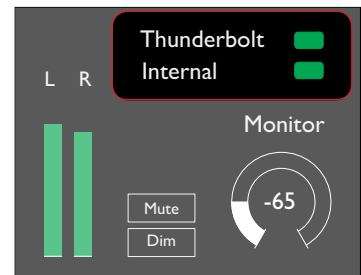 Thunderbolt
Internal
L R
Monitor
-65
Mute
Dim